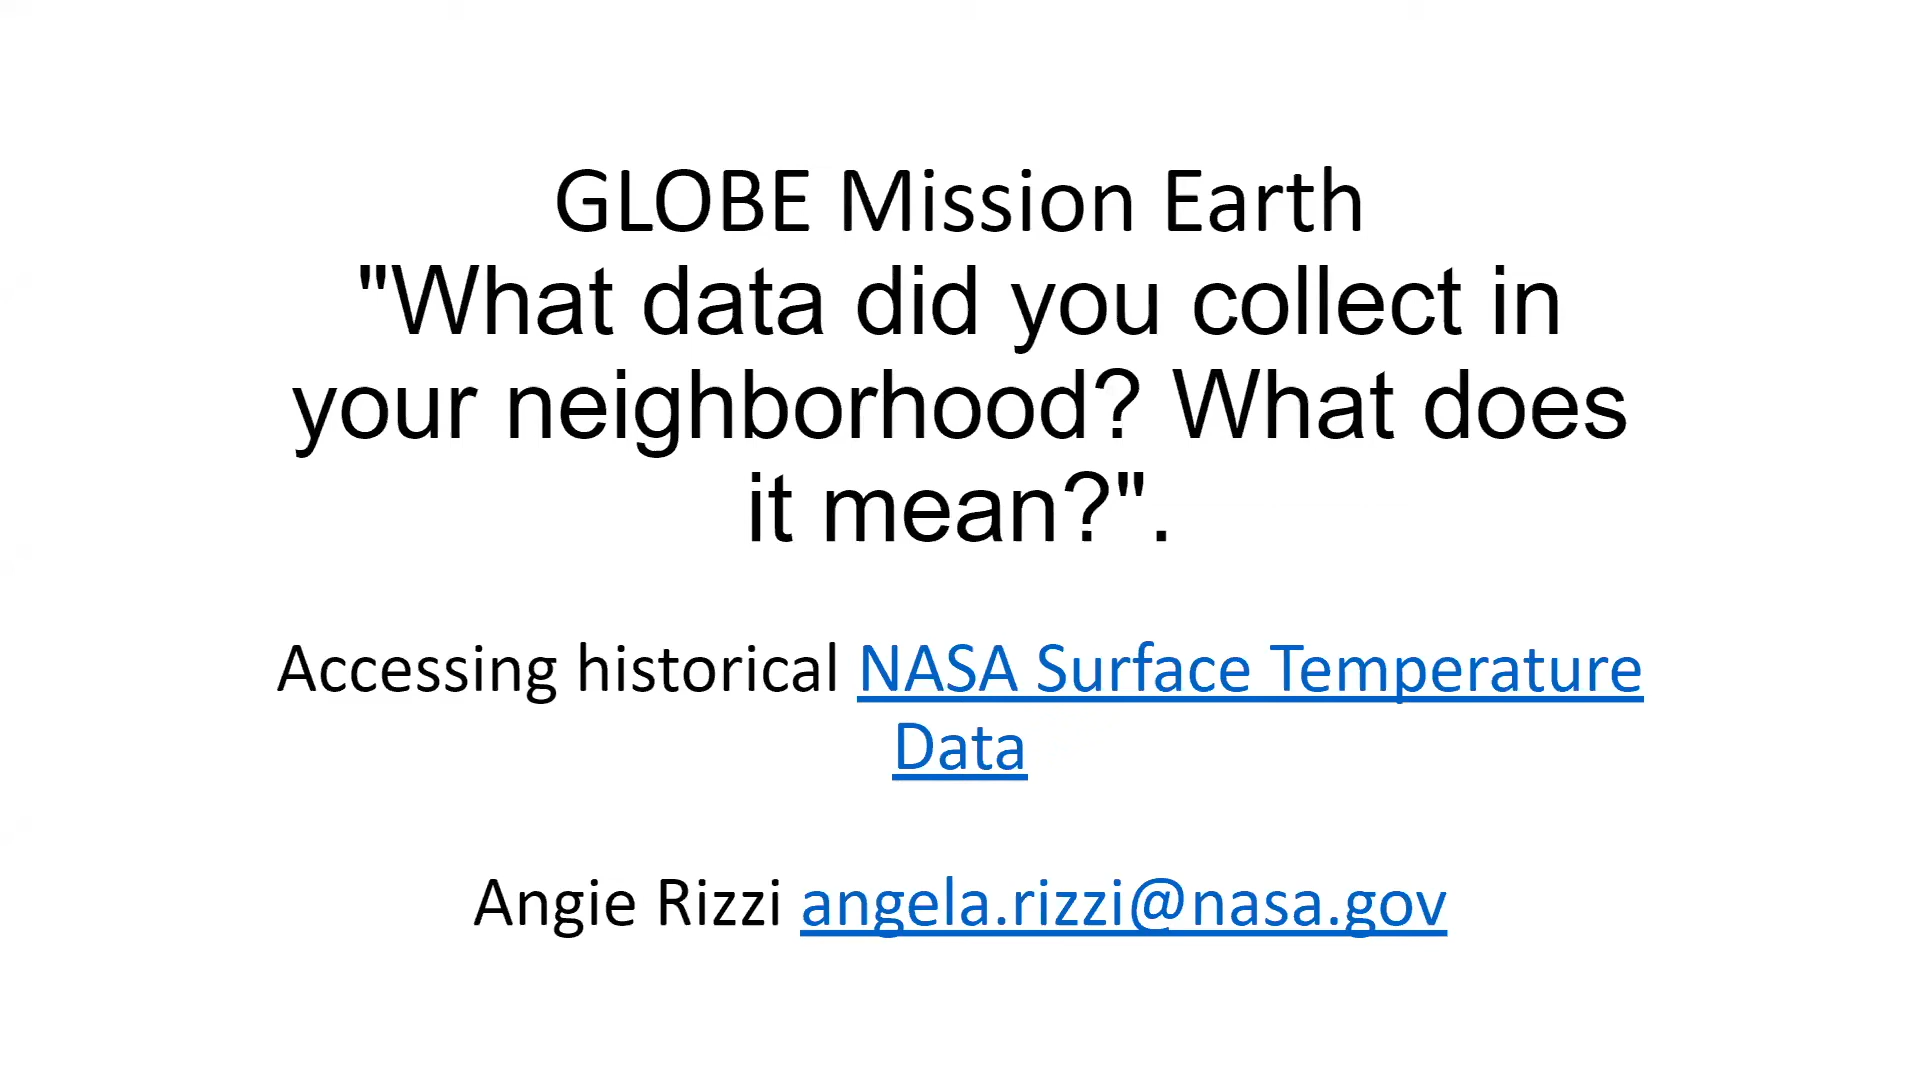 GLOBE Mission Earth
"What data did you collect in
your neighborhood? What does
it mean?".
Accessing historical NASA Surface Temperature
Data
Angie Rizzi angela.rizzi@nasa.gov